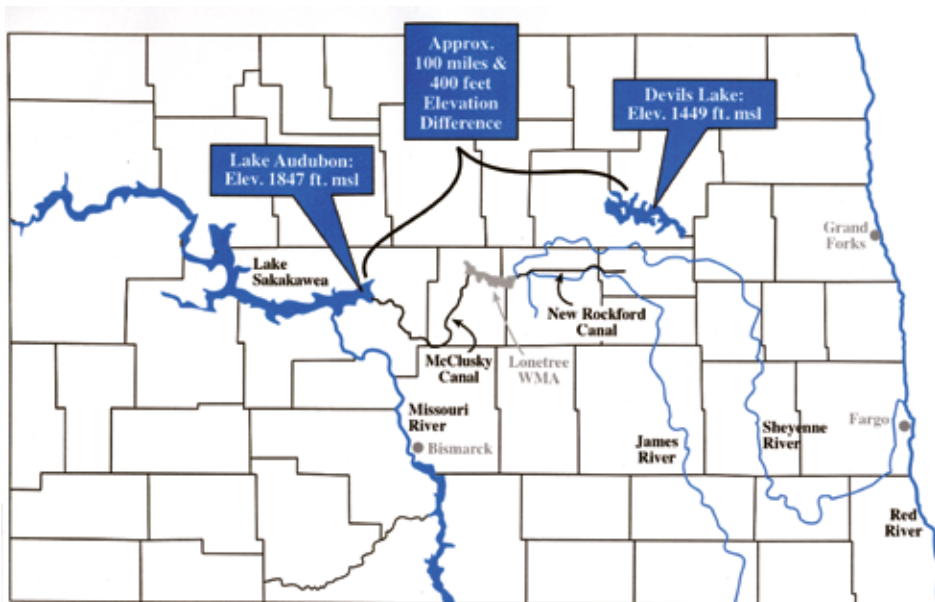 Approx.
100 miles &
400 feet
Elevation
Difference
Devils Lake:
Elev. 1449 ft. msl
Lake Audubon:
Elev. 1847 ft. msl
Grand
Forks
Lake
Sakakawea
New Rockford
Canal
McClusky
Canal
Lonetree
WMA
Missouri
River
Bismarck
James
River
Sheyenne
River
Fargo
Red
River